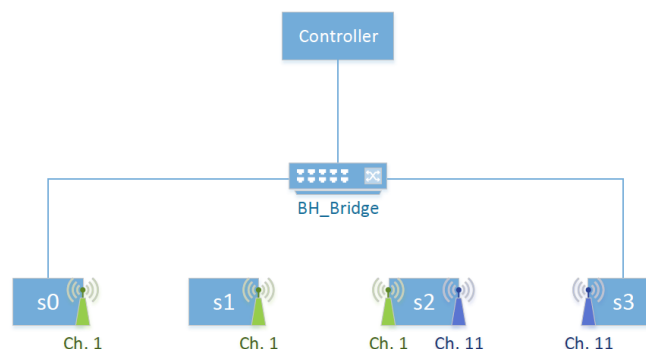 Controller
BH_Bridge
s0
s1
s2
s3
Ch. 1
Ch. 1
Ch. 1
Ch. 11
Ch. 11